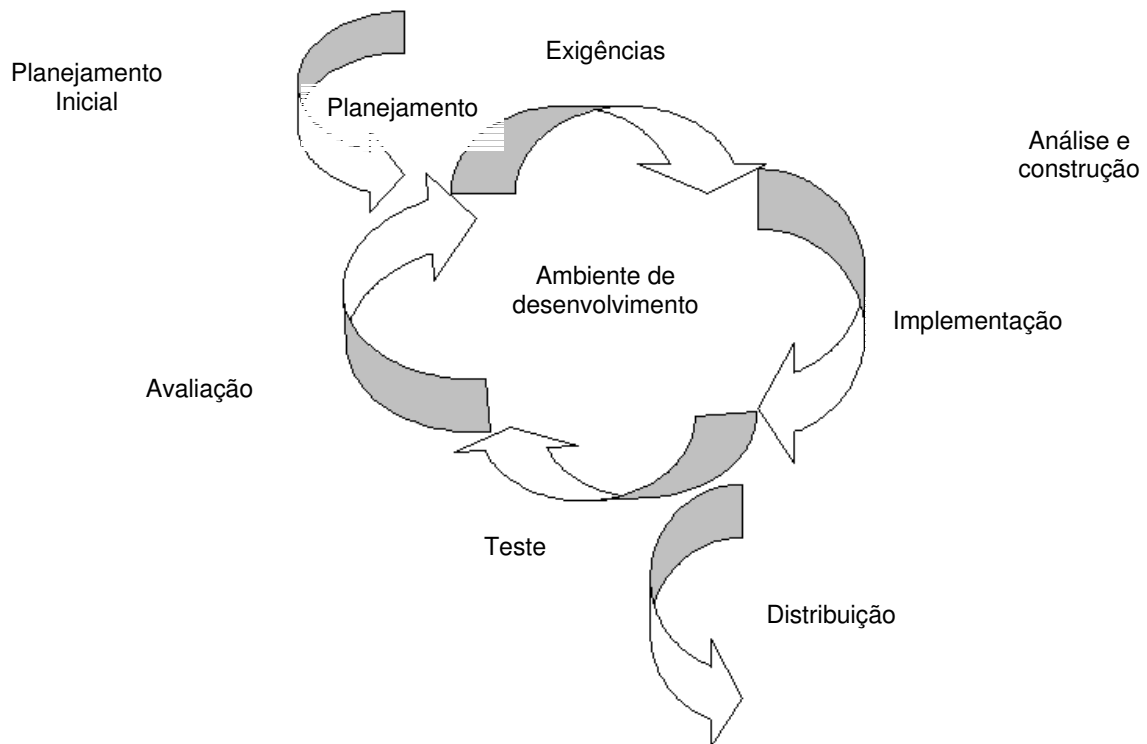 Exigências
Planejamento
Inicial
Planejamento
Análise e
construção
Ambiente de
desenvolvimento
Implementação
Avaliação
Teste
Distribuição